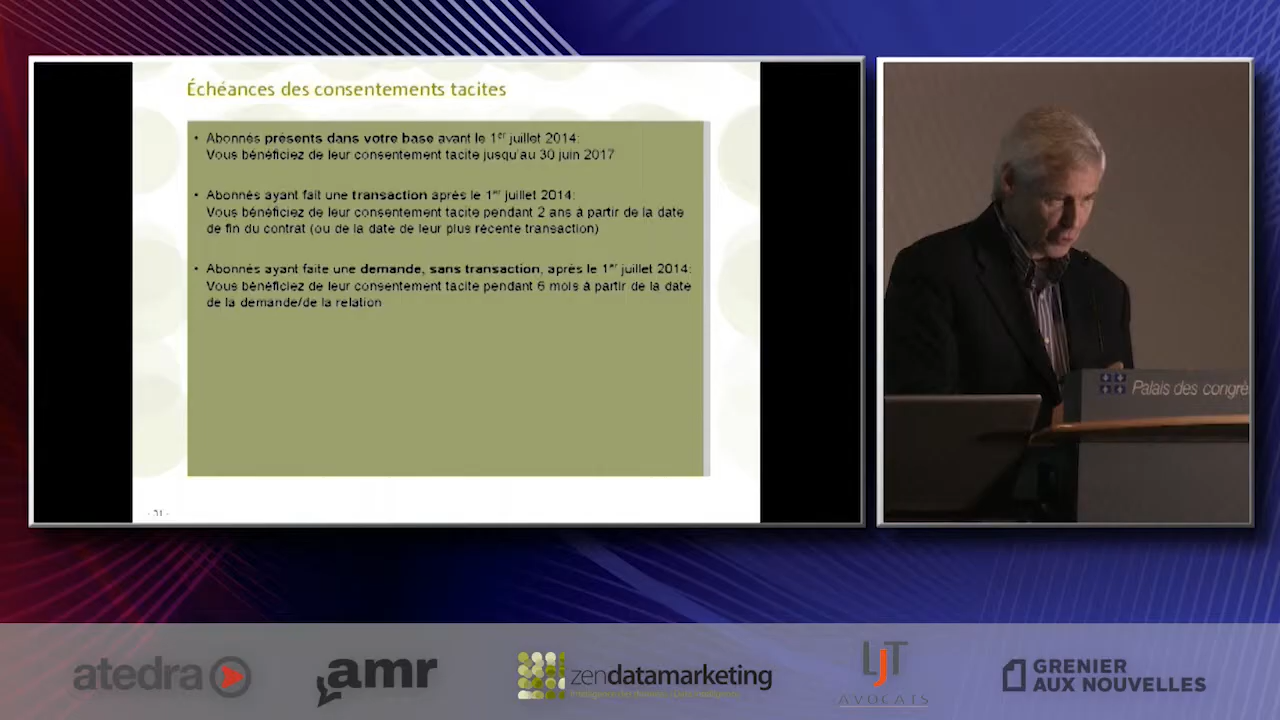 Échéances des consentements tacites
• Abonnés présents dans votre base avant le 1er juillet 2014:
Vous bénéficiez de leur consentement tacite jusqu'au 30 juin 2017
• Abonnés ayant fait une transaction après le 1er juillet 2014:
Vous bénéficiez de leur consentement tacite pendant 2 ans à partir de la date
de fin du contrat (ou de la date de leur plus récente transaction)
• Abonnés ayant faite une demande, sans transaction, après le 1er juillet 2014:
Vous bénéficiez de leur consentement tacite pendant 6 mois à partir de la date
de la demande/de la relation
Palais des congrè
atedra
amr
zendatamarketing
LJT
AVOCATS
GRENIER
AUX NOUVELLES